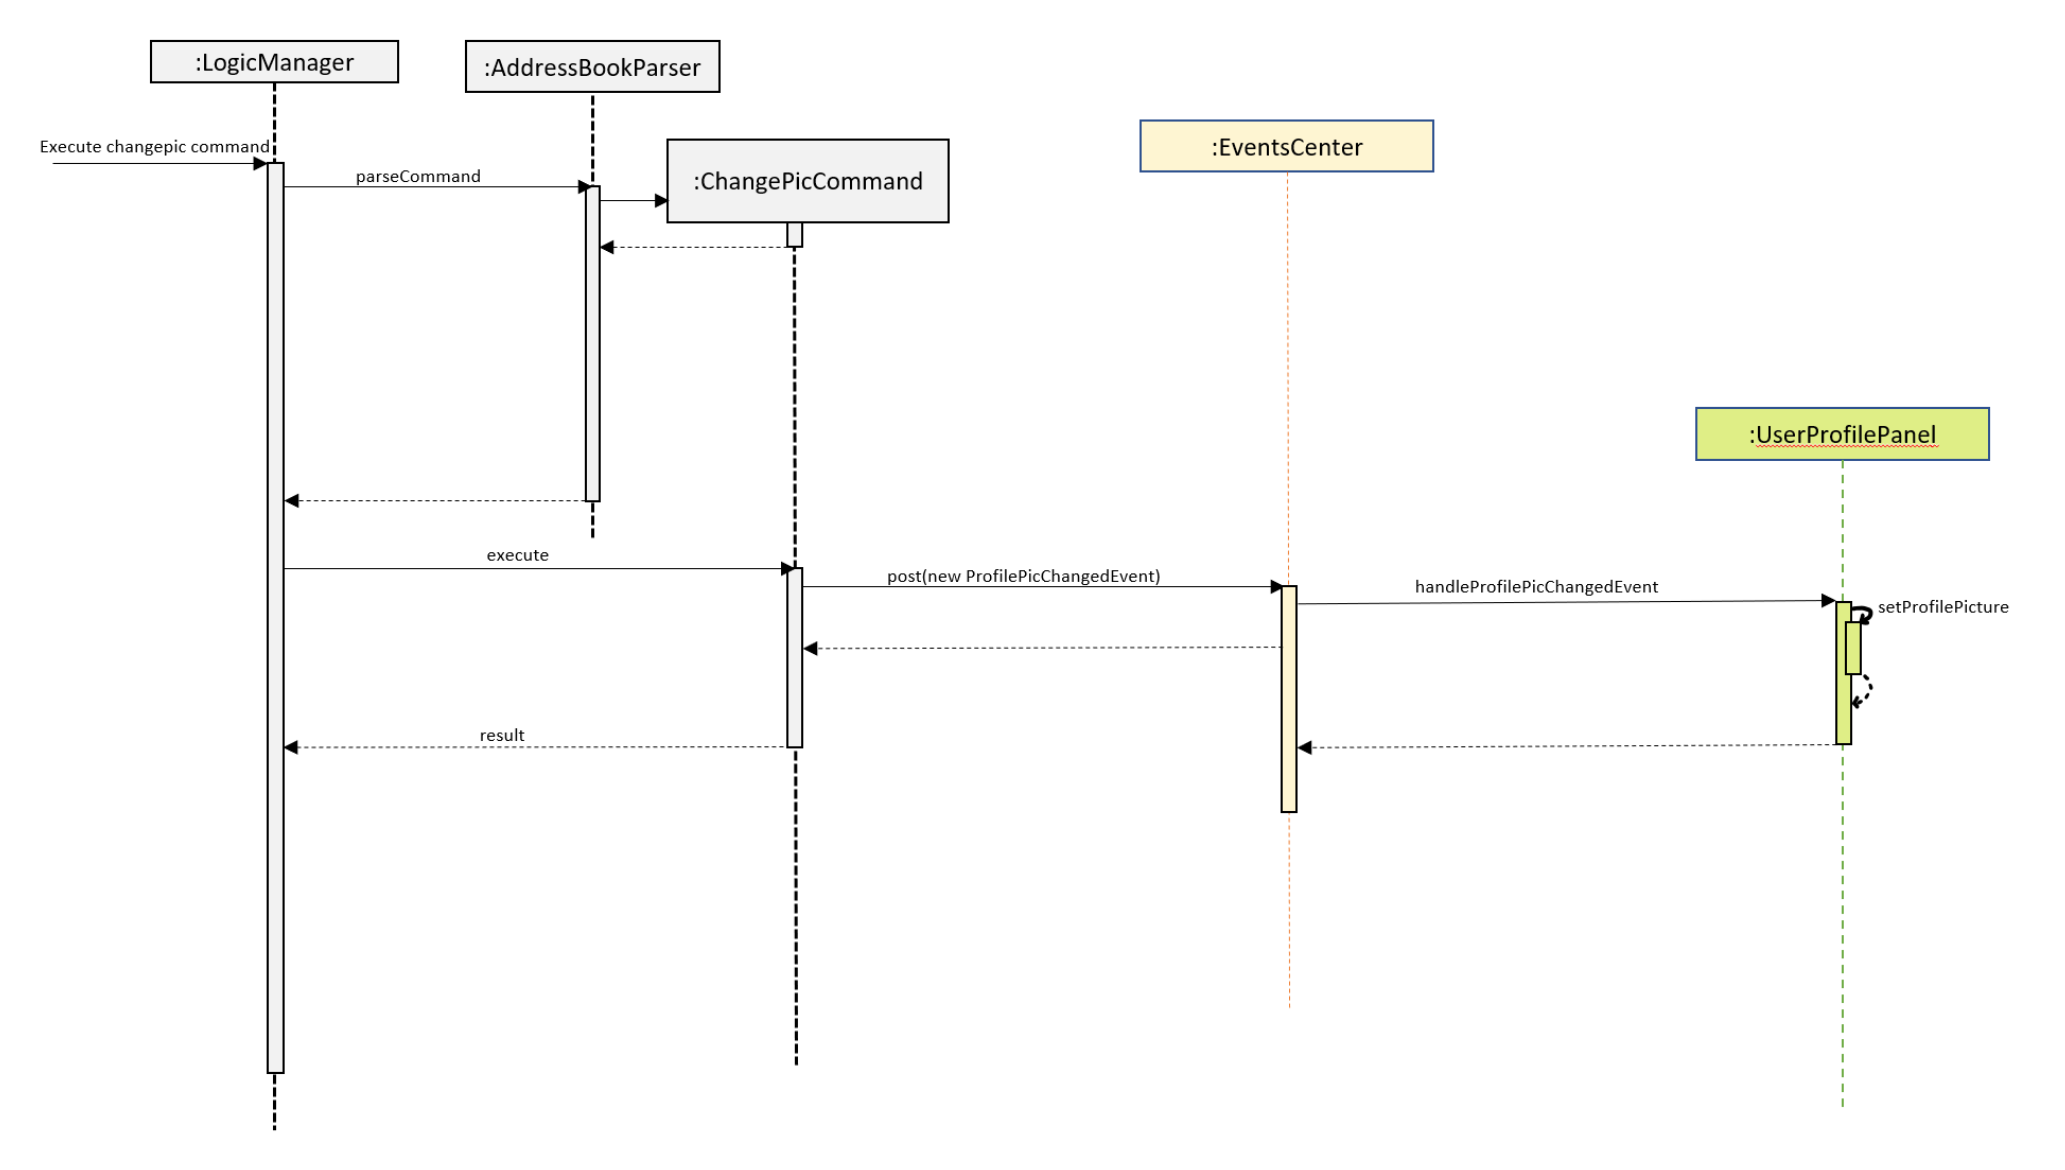 :LogicManager
:AddressBookParser
:EventsCenter
Execute changepic command
parseCommand
:ChangePicCommand
:UserProfilePanel
execute
post(new ProfilePicChangedEvent)
handleProfilePicChangedEvent
setProfilePicture
result